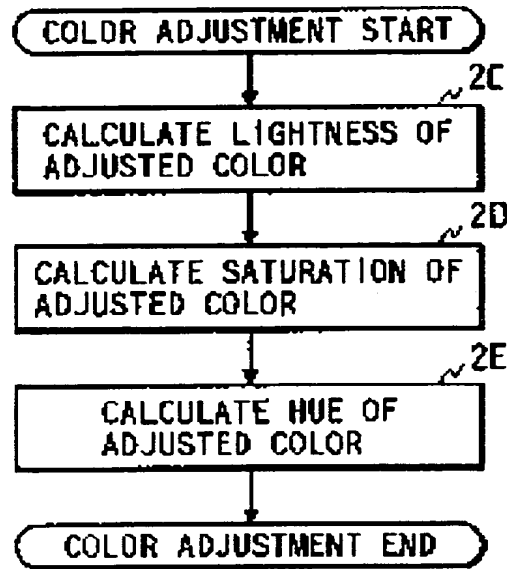 COLOR ADJUSTMENT START
2C
CALCULATE LIGHTNESS OF
ADJUSTED COLOR
2D
CALCULATE SATURATION OF
ADJUSTED COLOR
2E
CALCULATE HUE OF
ADJUSTED COLOR
COLOR ADJUSTMENT END